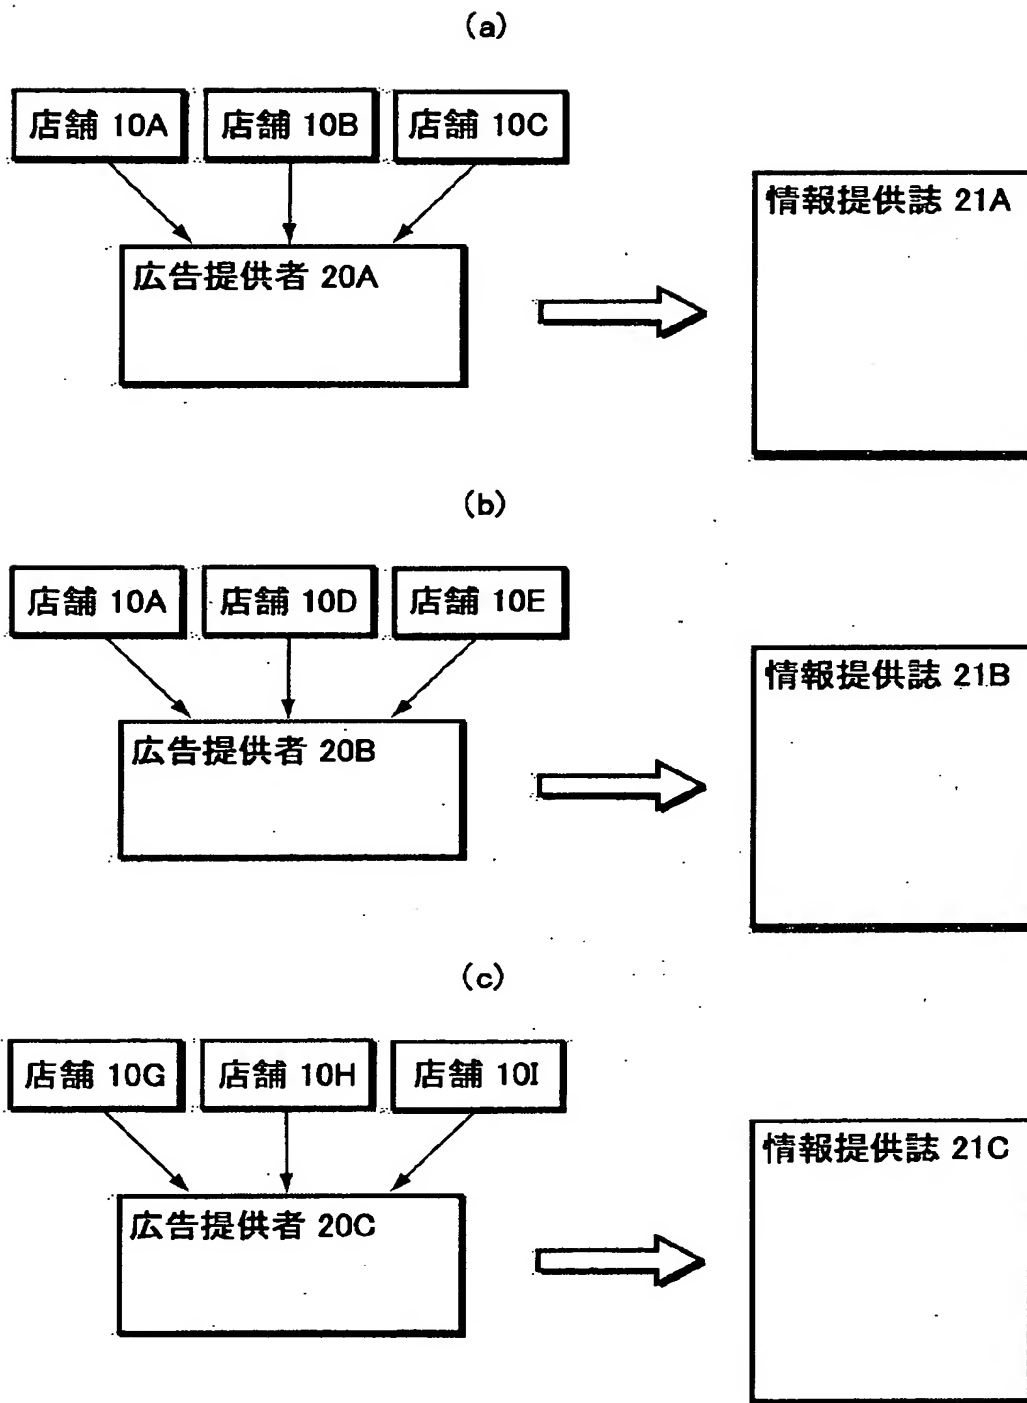 (a)
店舗 10A
店舗 10B
店舗 10C
情報提供誌 21A
広告提供者 20A
(b)
店舗 10A
店舗 10D
店舗 10E
情報提供誌 21B
広告提供者 20B
(c)
店舗 10G
店舗 10H
店舗 10I
情報提供誌 21C
広告提供者 20C